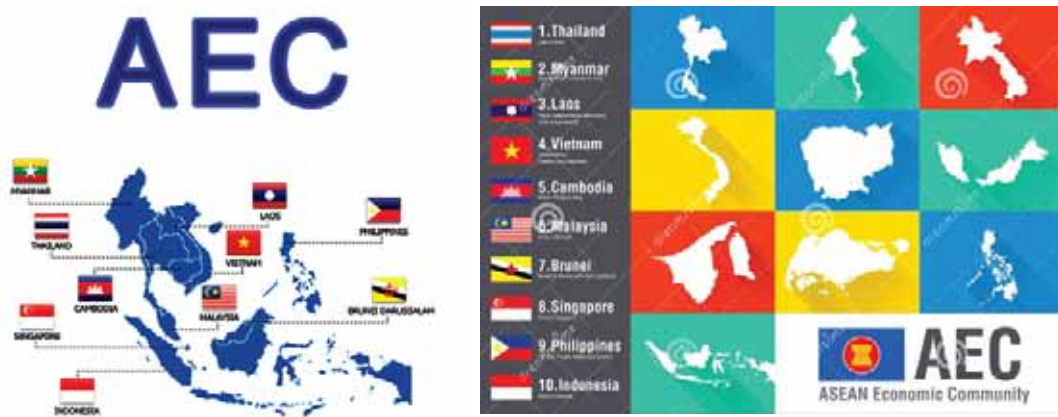 AEC
MYANMAR
LAOS
PHILIPPINES
THAILAND
VIETNAM
CAMBODIA
MALAYSIA
BRUNEI DARUSSALAM
SINGAPORE
INDONESIA
1.Thailand
2.Myanmar
3.Laos
4.Vietnam
5.Cambodia
6.Malaysia
7.Brunei
8.Singapore
9.Philippines
10.Indonesia
AEC
ASEAN Economic Community